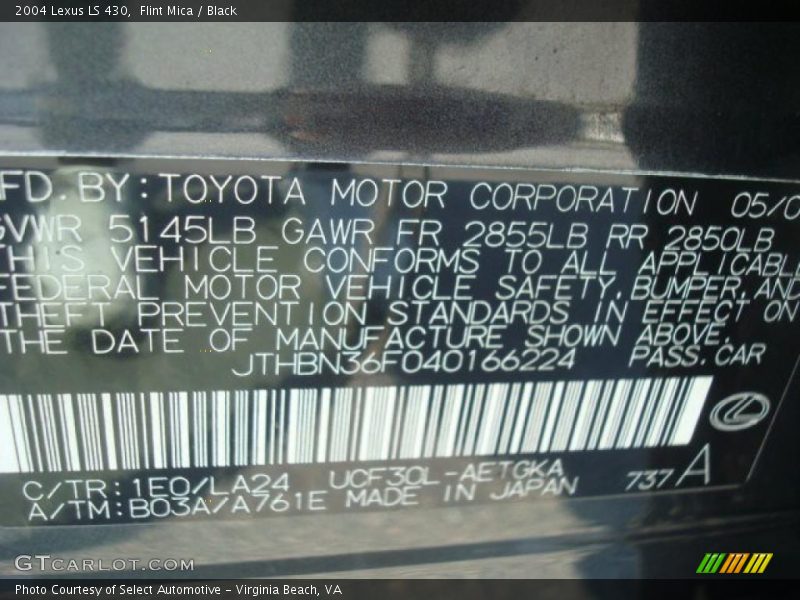 2004 Lexus LS 430, Flint Mica / Black
FD. BY: TOYOTA MOTOR CORPORATION 05/0
GVWR 5145LB GAWR FR 2855LB RR 2850LB
THIS VEHICLE CONFORMS TO ALL APPLICABLE
FEDERAL MOTOR VEHICLE SAFETY, BUMPER, AND
THEFT PREVENTION STANDARDS IN EFFECT ON
THE DATE OF MANUFACTURE SHOWN ABOVE.
JTHBN36F040166224 PASS. CAR
C/TR: 1E0/LA24 UCF30L-AETGKA
A/TM: B03A/A761E MADE IN JAPAN 737 A
GTCARLOT.COM
Photo Courtesy of Select Automotive - Virginia Beach, VA